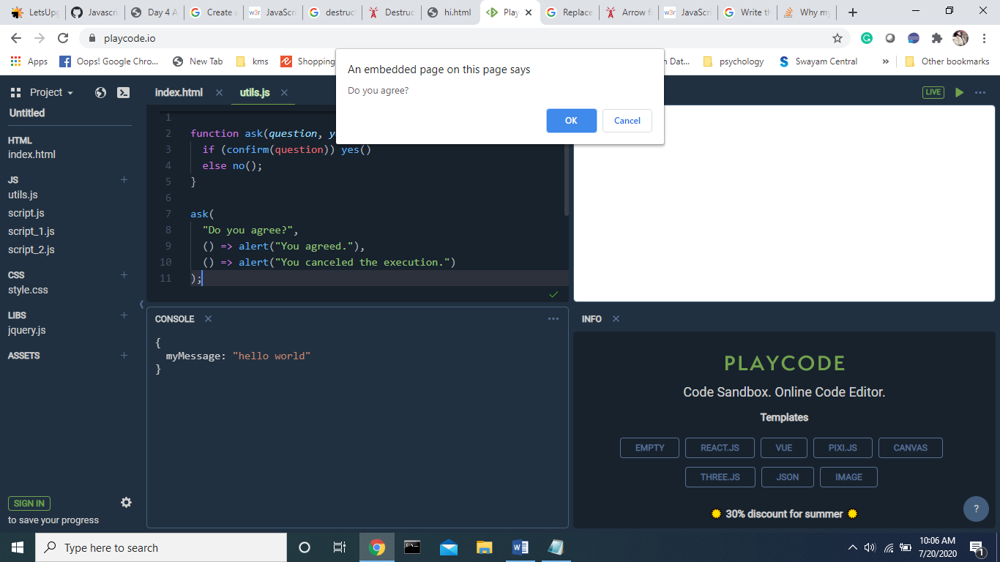 LetsUpg
Javascri
Day 4 A
Create a
JavaScri
destruc
Destruc
hi.html
Play
Replace
Arrow f
JavaScri
Write th
Why my
playcode.io
Apps
Oops! Google Chro...
New Tab
kms
Shopping
n Dat...
psychology
Swayam Central
»
Other bookmarks
An embedded page on this page says
Do you agree?
OK
Cancel
Project
index.html
utils.js
LIVE
Untitled
HTML
index.html
JS
utils.js
script.js
script_1.js
script_2.js
CSS
style.css
LIBS
jquery.js
ASSETS
SIGN IN
to save your progress
1
2 function ask(question, y
3 if (confirm(question)) yes()
4 else no();
5 }
6
7 ask(
8 "Do you agree?",
9 () => alert("You agreed."),
10 () => alert("You canceled the execution.")
11 );
CONSOLE
{
myMessage: "hello world"
}
INFO
PLAYCODE
Code Sandbox. Online Code Editor.
Templates
EMPTY
REACT.JS
VUE
PIXI.JS
CANVAS
THREE.JS
JSON
IMAGE
30% discount for summer
?
Type here to search
10:06 AM
7/20/2020
1